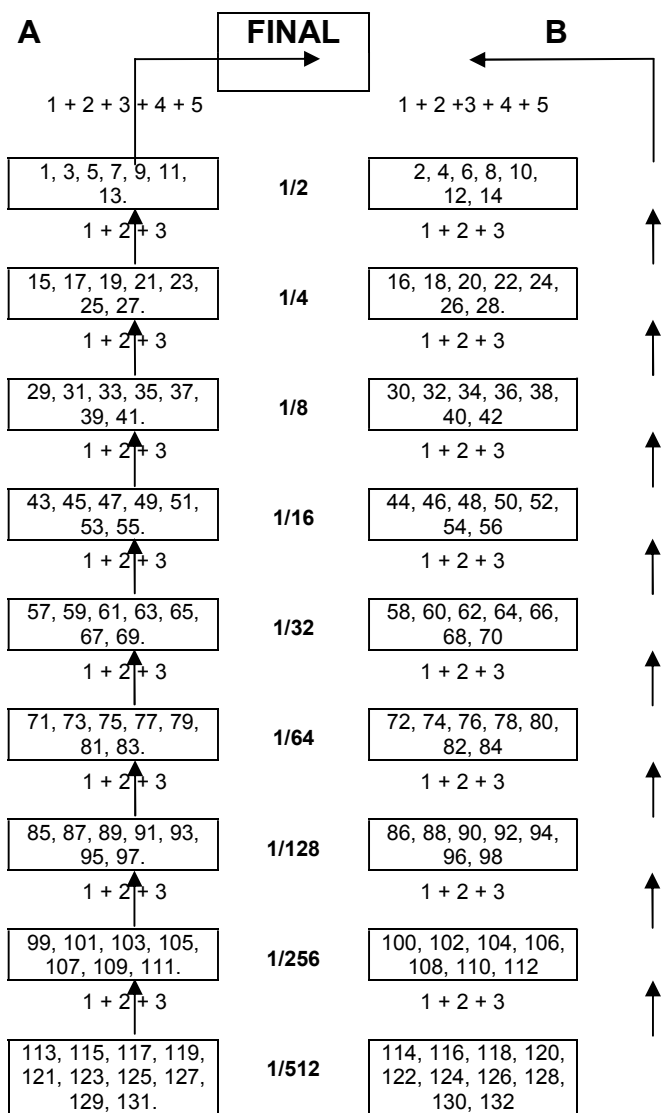 A FINAL B
1 + 2 + 3 + 4 + 5 1 + 2 +3 + 4 + 5
1, 3, 5, 7, 9, 11, 2, 4, 6, 8, 10,
13. 1/2 12, 14
1 + 2 + 3 1 + 2 + 3
15, 17, 19, 21, 23, 16, 18, 20, 22, 24,
25, 27. 1/4 26, 28.
1 + 2 + 3 1 + 2 + 3
29, 31, 33, 35, 37, 30, 32, 34, 36, 38,
39, 41. 1/8 40, 42
1 + 2 + 3 1 + 2 + 3
43, 45, 47, 49, 51, 44, 46, 48, 50, 52,
53, 55. 1/16 54, 56
1 + 2 + 3 1 + 2 + 3
57, 59, 61, 63, 65, 58, 60, 62, 64, 66,
67, 69. 1/32 68, 70
1 + 2 + 3 1 + 2 + 3
71, 73, 75, 77, 79, 72, 74, 76, 78, 80,
81, 83. 1/64 82, 84
1 + 2 + 3 1 + 2 + 3
85, 87, 89, 91, 93, 86, 88, 90, 92, 94,
95, 97. 1/128 96, 98
1 + 2 + 3 1 + 2 + 3
99, 101, 103, 105, 100, 102, 104, 106,
107, 109, 111. 1/256 108, 110, 112
1 + 2 + 3 1 + 2 + 3
113, 115, 117, 119, 114, 116, 118, 120,
121, 123, 125, 127, 1/512 122, 124, 126, 128,
129, 131. 130, 132